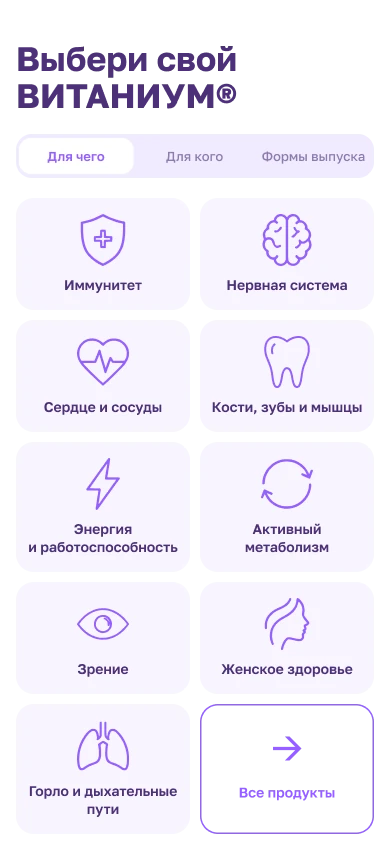 Выбери свой
ВИТАНИУМ®
Для чего
Для кого
Формы выпуска
Иммунитет
Нервная система
Сердце и сосуды
Кости, зубы и мышцы
Энергия
и работоспособность
Активный
метаболизм
Зрение
Женское здоровье
Горло и дыхательные
пути
Все продукты